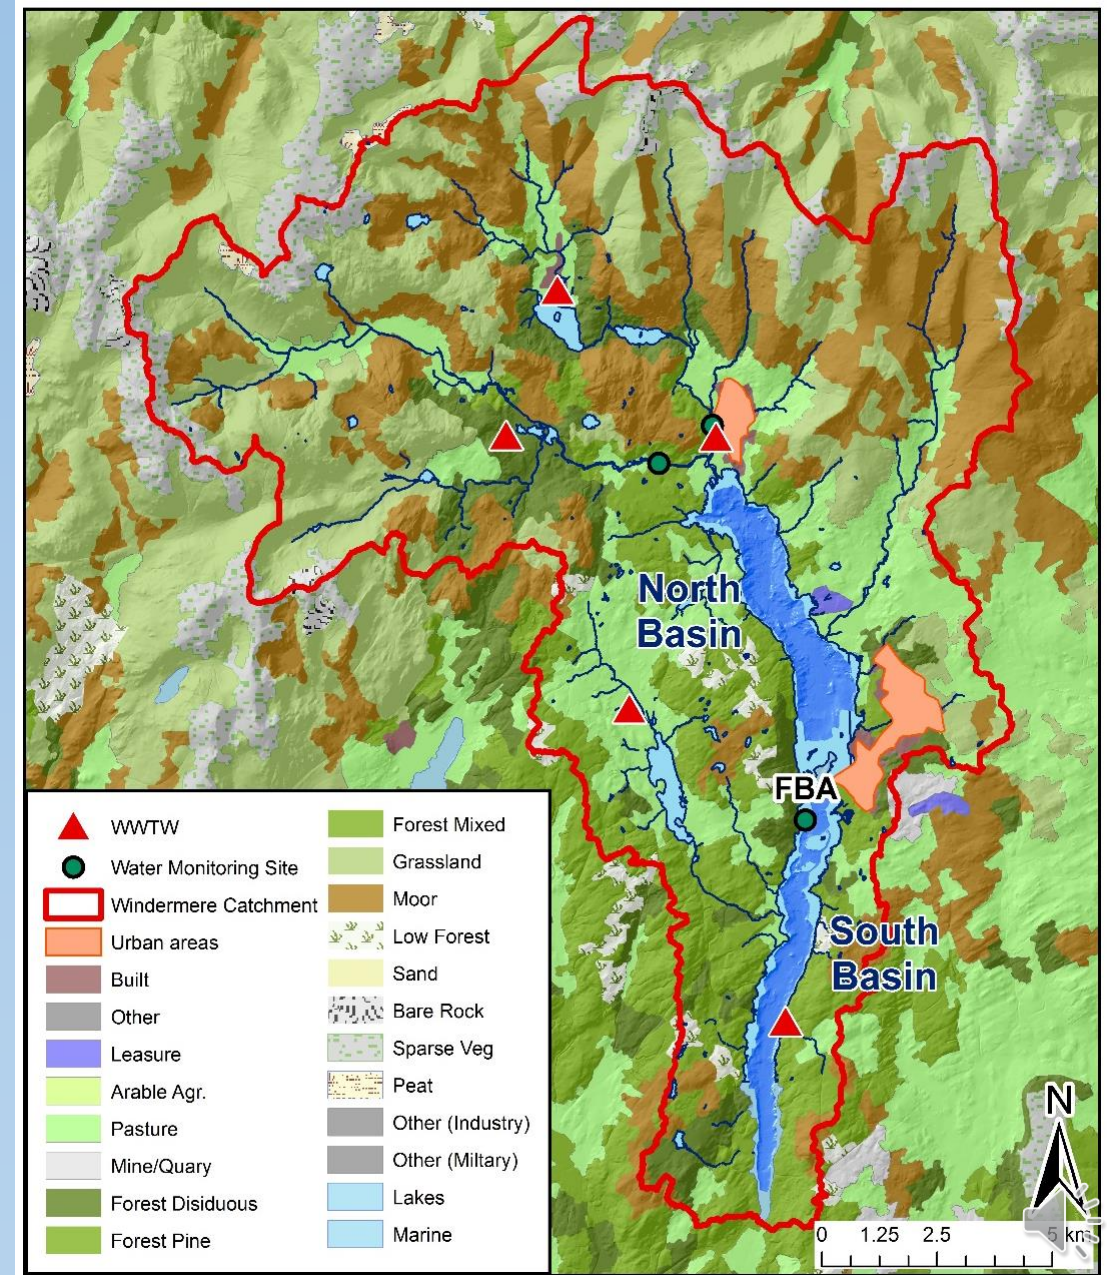 North
Basin
FBA
South
Basin
WWTW
Water Monitoring Site
Windermere Catchment
Urban areas
Built
Other
Leasure
Arable Agr.
Pasture
Mine/Quary
Forest Disiduous
Forest Pine
Forest Mixed
Grassland
Moor
Low Forest
Sand
Bare Rock
Sparse Veg
Peat
Other (Industry)
Other (Miltary)
Lakes
Marine
N
0 1.25 2.5 5 km